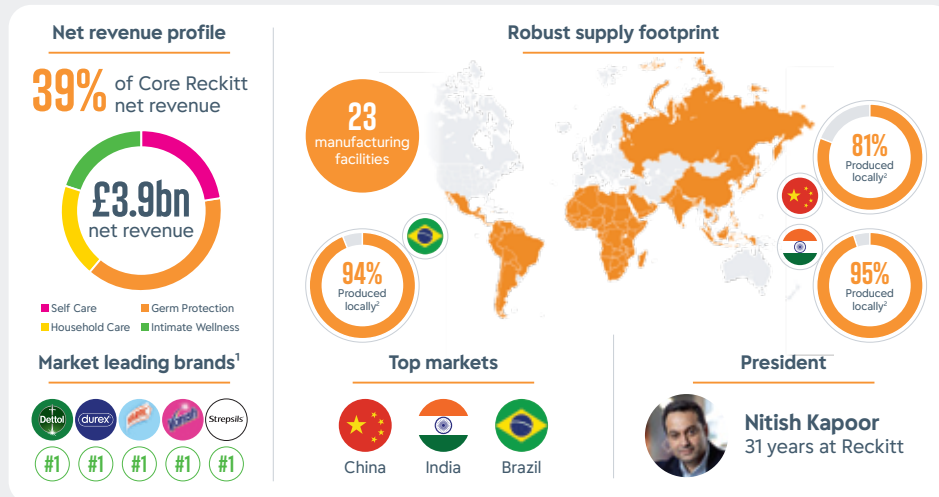 Net revenue profile
39% of Core Reckitt
net revenue
£3.9bn
net revenue
Self Care
Germ Protection
Household Care
Intimate Wellness
Market leading brands¹
Dettol
durex
Vanish
Strepsils
#1
#1
#1
#1
#1
Robust supply footprint
23
manufacturing
facilities
94%
Produced
locally²
81%
Produced
locally²
95%
Produced
locally²
Top markets
China
India
Brazil
President
Nitish Kapoor
31 years at Reckitt